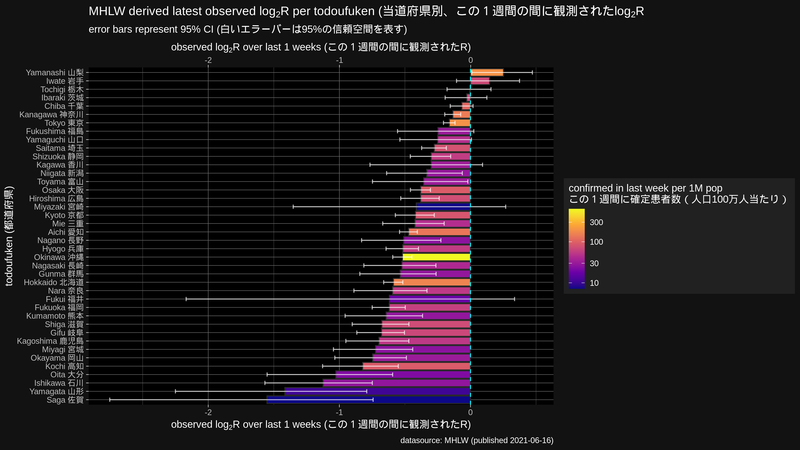 MHLW derived latest observed log₂R per todoufuken (当道府県別、この１週間の間に観測されたlog₂R
error bars represent 95% CI (白いエラーバーは95%の信頼空間を表す)
observed log₂R over last 1 weeks (この１週間の間に観測されたR)
-2 -1 0
todoufuken (都道府県)
Yamanashi 山梨
Iwate 岩手
Tochigi 栃木
Ibaraki 茨城
Chiba 千葉
Kanagawa 神奈川
Tokyo 東京
Fukushima 福島
Yamaguchi 山口
Saitama 埼玉
Shizuoka 静岡
Kagawa 香川
Niigata 新潟
Toyama 富山
Osaka 大阪
Hiroshima 広島
Miyazaki 宮崎
Kyoto 京都
Mie 三重
Aichi 愛知
Nagano 長野
Hyogo 兵庫
Okinawa 沖縄
Nagasaki 長崎
Gunma 群馬
Hokkaido 北海道
Nara 奈良
Fukui 福井
Fukuoka 福岡
Kumamoto 熊本
Shiga 滋賀
Gifu 岐阜
Kagoshima 鹿児島
Miyagi 宮城
Okayama 岡山
Kochi 高知
Oita 大分
Ishikawa 石川
Yamagata 山形
Saga 佐賀
-2 -1 0
observed log₂R over last 1 weeks (この１週間の間に観測されたR)
confirmed in last week per 1M pop
この１週間に確定患者数 ( 人口100万人当たり )
300
100
30
10
datasource: MHLW (published 2021-06-16)